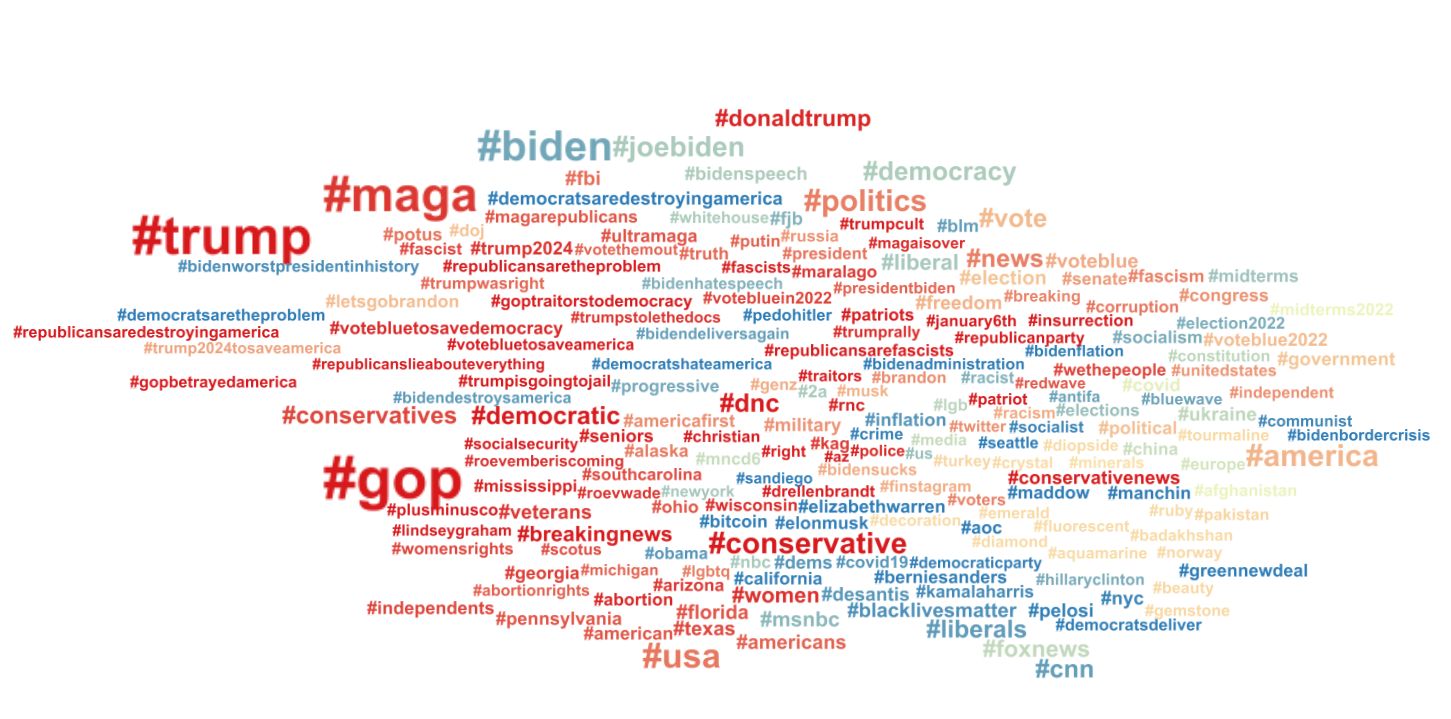 #donaldtrump
#biden #joebiden
#bidenspeech #democracy
#fbi
#maga #democratsaredestroyingamerica #politics
#magarepublicans #whitehouse #fjb #trumpcult #blm #vote
#trump #potus #doj #ultramaga #putin #russia #magaisover
#fascist #trump2024 #votethemout #truth #president #liberal #news #voteblue
#bidenworstpresidentinhistory #republicansaretheproblem #fascists #maralago #election #senate #fascism #midterms
#trumpwasright #bidenhatespeech #presidentbiden
#letsgobrandon #goptraitorstodemocracy #votebluein2022 #freedom #breaking #congress
#democratsaretheproblem #trumpstolethedocs #pedohitler #patriots #january6th #insurrection #corruption #midterms2022
#republicansaredestroyingamerica #votebluetosavedemocracy #bidendeliversagain #trumprally #republicanparty #socialism #election2022
#trump2024tosaveamerica #votebluetosaveamerica #republicansarefascists #bidenflation #voteblue2022
#republicanslieabouteverything #democratshateamerica #bidenadministration #wethepeople #constitution #unitedstates #government
#gopbetrayedamerica #trumpisgoingtojail #progressive #genz #traitors #brandon #racist #redwave #covid
#bidendestroysamerica #2a #musk #patriot #antifa #bluewave #independent
#conservatives #democratic #dnc #rnc #lgb #racism #elections #ukraine
#americafirst #military #inflation #twitter #socialist #political #communist
#socialsecurity #seniors #christian #kag #crime #media #seattle #diopside #tourmaline #bidenbordercrisis
#gop #roevemberiscoming #alaska #mncd6 #right #az #police #us #turkey #crystal #minerals #china #europe #america
#mississippi #southcarolina #sandiego #bidensucks #conservativenews
#roevwade #newyork #drellenbrandt #finstagram #voters #maddow #manchin #afghanistan
#plusminusco #veterans #ohio #wisconsin #elizabethwarren #emerald #ruby #pakistan
#lindseygraham #breakingnews #bitcoin #elonmusk #decoration #aoc #fluorescent #badakhshan
#womensrights #scotus #obama #conservative #diamond #aquamarine #norway
#georgia #michigan #lgbtq #nbc #dems #covid19 #democraticparty #greennewdeal
#abortionrights #arizona #california #berniesanders #hillaryclinton #beauty
#independents #abortion #women #desantis #kamalaharris #nyc
#pennsylvania #florida #msnbc #blacklivesmatter #pelosi #gemstone
#american #texas #americans #liberals #democratsdeliver
#usa #foxnews
#cnn